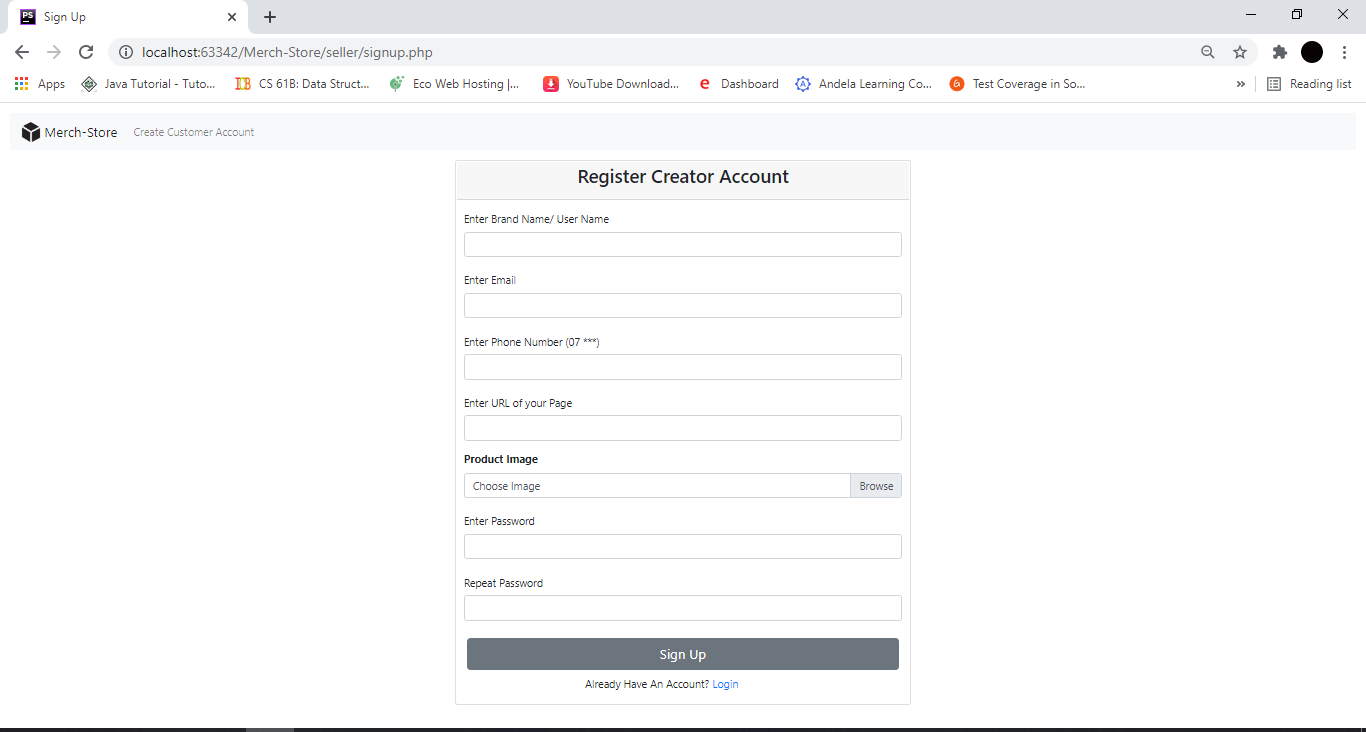 PS Sign Up
localhost:63342/Merch-Store/seller/signup.php
Apps Java Tutorial - Tuto... CS 61B: Data Struct... Eco Web Hosting |... YouTube Download... e Dashboard Andela Learning Co... Test Coverage in So... » Reading list
Merch-Store Create Customer Account
Register Creator Account
Enter Brand Name/ User Name
Enter Email
Enter Phone Number (07 ***)
Enter URL of your Page
Product Image
Choose Image Browse
Enter Password
Repeat Password
Sign Up
Already Have An Account? Login